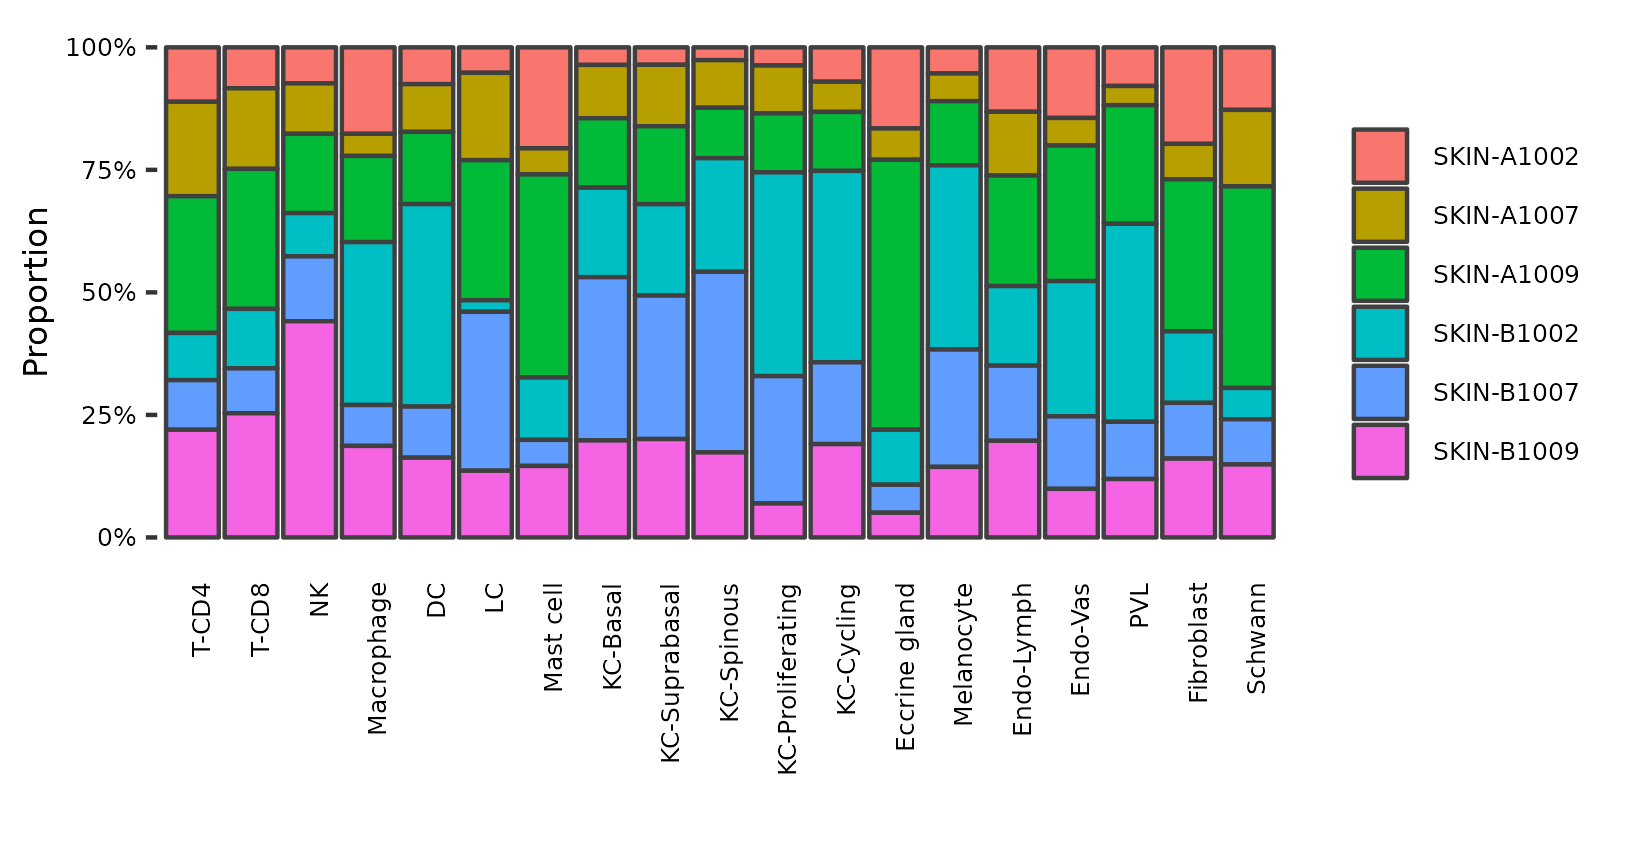 Proportion
100%
75%
50%
25%
0%
T-CD4
T-CD8
NK
Macrophage
DC
LC
Mast cell
KC-Basal
KC-Suprabasal
KC-Spinous
KC-Proliferating
KC-Cycling
Eccrine gland
Melanocyte
Endo-Lymph
Endo-Vas
PVL
Fibroblast
Schwann
SKIN-A1002
SKIN-A1007
SKIN-A1009
SKIN-B1002
SKIN-B1007
SKIN-B1009